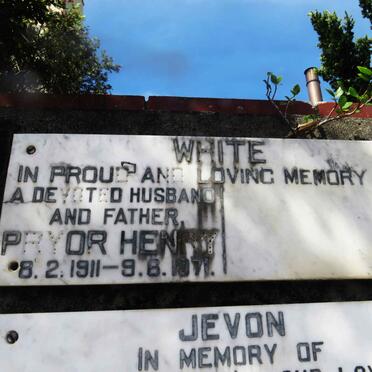 WHITE
IN PROUD AND LOVING MEMORY
A DEVOTED HUSBAND
AND FATHER,
PRYOR HENRY
8.2.1911-9.6.1971.
JEVON
IN MEMORY OF